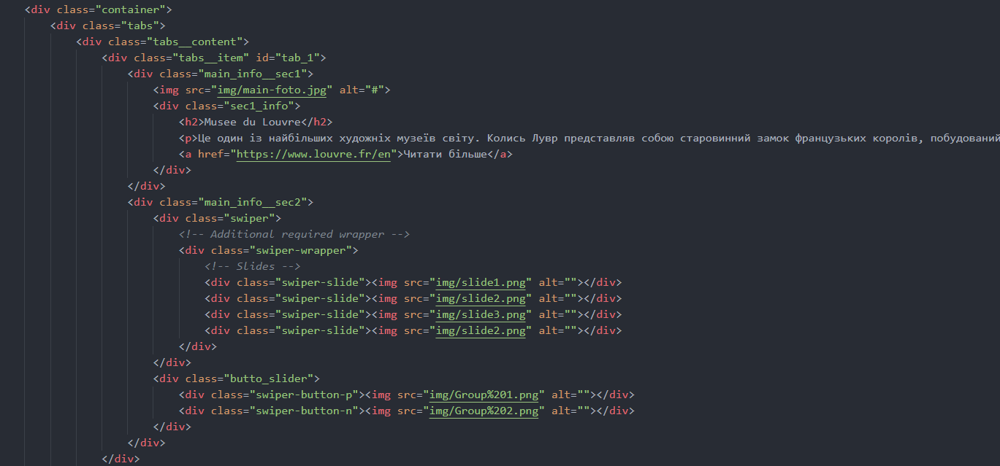 <div class="container">
<div class="tabs">
<div class="tabs__content">
<div class="tabs__item" id="tab_1">
<div class="main_info__sec1">
<img src="img/main-foto.jpg" alt="#">
<div class="sec1_info">
<h2>Musee du Louvre</h2>
<p>Це один із найбільших художніх музеїв світу. Колись Лувр представляв собою старовинний замок французьких королів, побудований
<a href="https://www.louvre.fr/en">Читати більше</a>
</div>
</div>
<div class="main_info__sec2">
<div class="swiper">
<!-- Additional required wrapper -->
<div class="swiper-wrapper">
<!-- Slides -->
<div class="swiper-slide"><img src="img/slide1.png" alt=""></div>
<div class="swiper-slide"><img src="img/slide2.png" alt=""></div>
<div class="swiper-slide"><img src="img/slide3.png" alt=""></div>
<div class="swiper-slide"><img src="img/slide2.png" alt=""></div>
</div>
</div>
<div class="butto_slider">
<div class="swiper-button-p"><img src="img/Group%201.png" alt=""></div>
<div class="swiper-button-n"><img src="img/Group%202.png" alt=""></div>
</div>
</div>
</div>